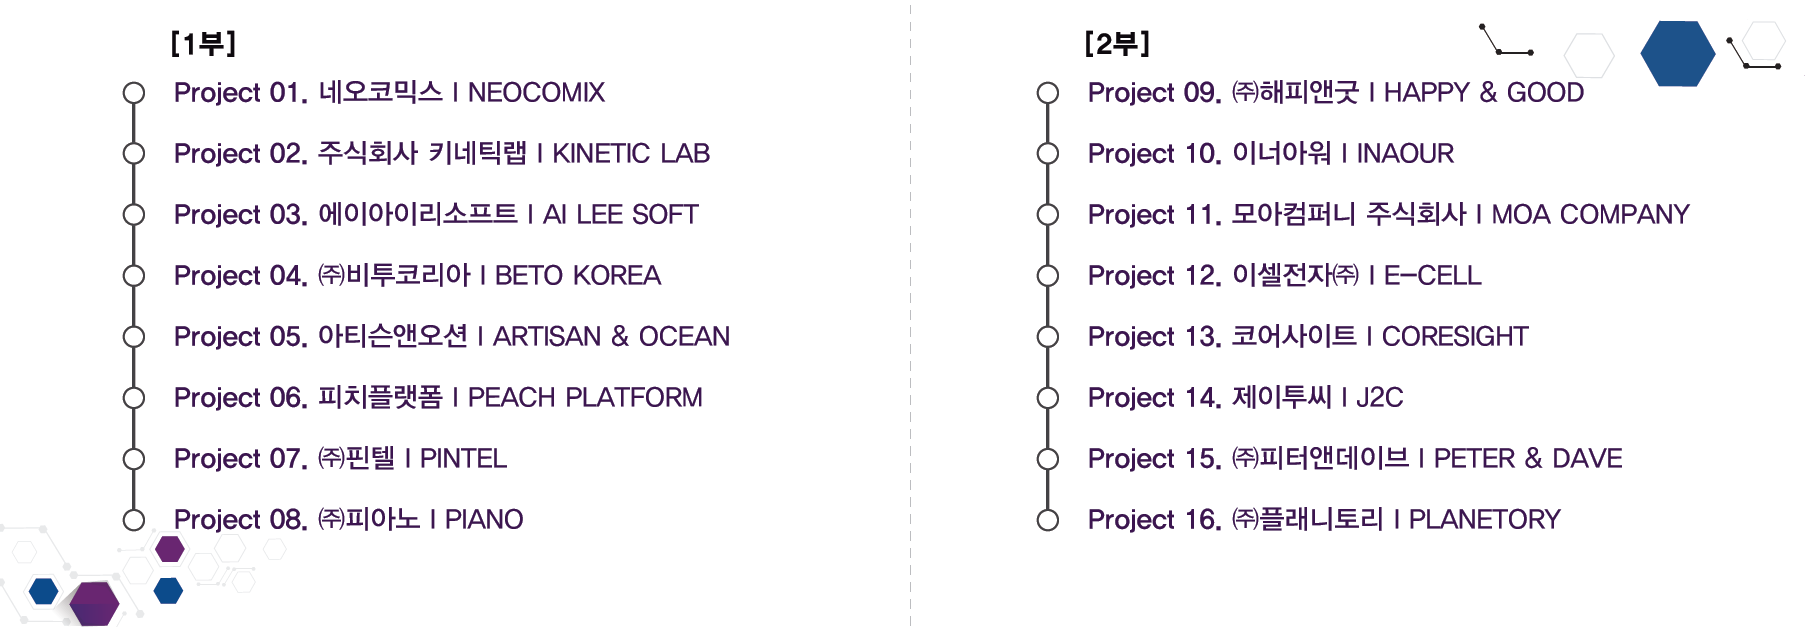 [1부]
Project 01. 네오코믹스 I NEOCOMIX
Project 02. 주식회사 키네틱랩 I KINETIC LAB
Project 03. 에이아이리소프트 I AI LEE SOFT
Project 04. ㈜비투코리아 I BETO KOREA
Project 05. 아티슨앤오션 I ARTISAN & OCEAN
Project 06. 피치플랫폼 I PEACH PLATFORM
Project 07. ㈜핀텔 I PINTEL
Project 08. ㈜피아노 I PIANO
[2부]
Project 09. ㈜해피앤굿 I HAPPY & GOOD
Project 10. 이너아워 I INAOUR
Project 11. 모아컴퍼니 주식회사 I MOA COMPANY
Project 12. 이셀전자㈜ I E-CELL
Project 13. 코어사이트 I CORESIGHT
Project 14. 제이투씨 I J2C
Project 15. ㈜피터앤데이브 I PETER & DAVE
Project 16. ㈜플래니토리 I PLANETORY